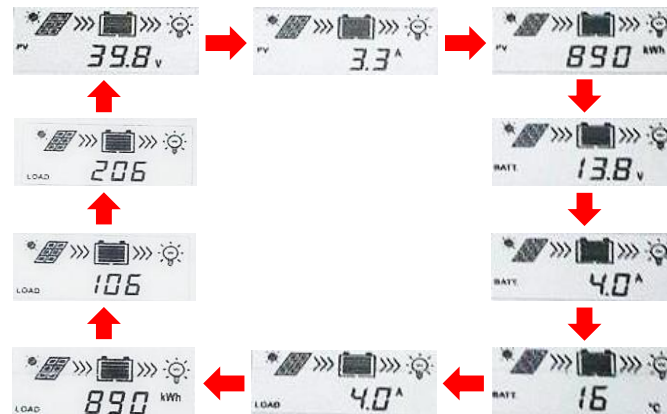 PV 39.8 V
PV 3.3 A
PV 890 kWh
BATT. 13.8 V
BATT. 4.0 A
BATT. 16 °C
LOAD 4.0 A
LOAD 890 kWh
LOAD 106
LOAD 206